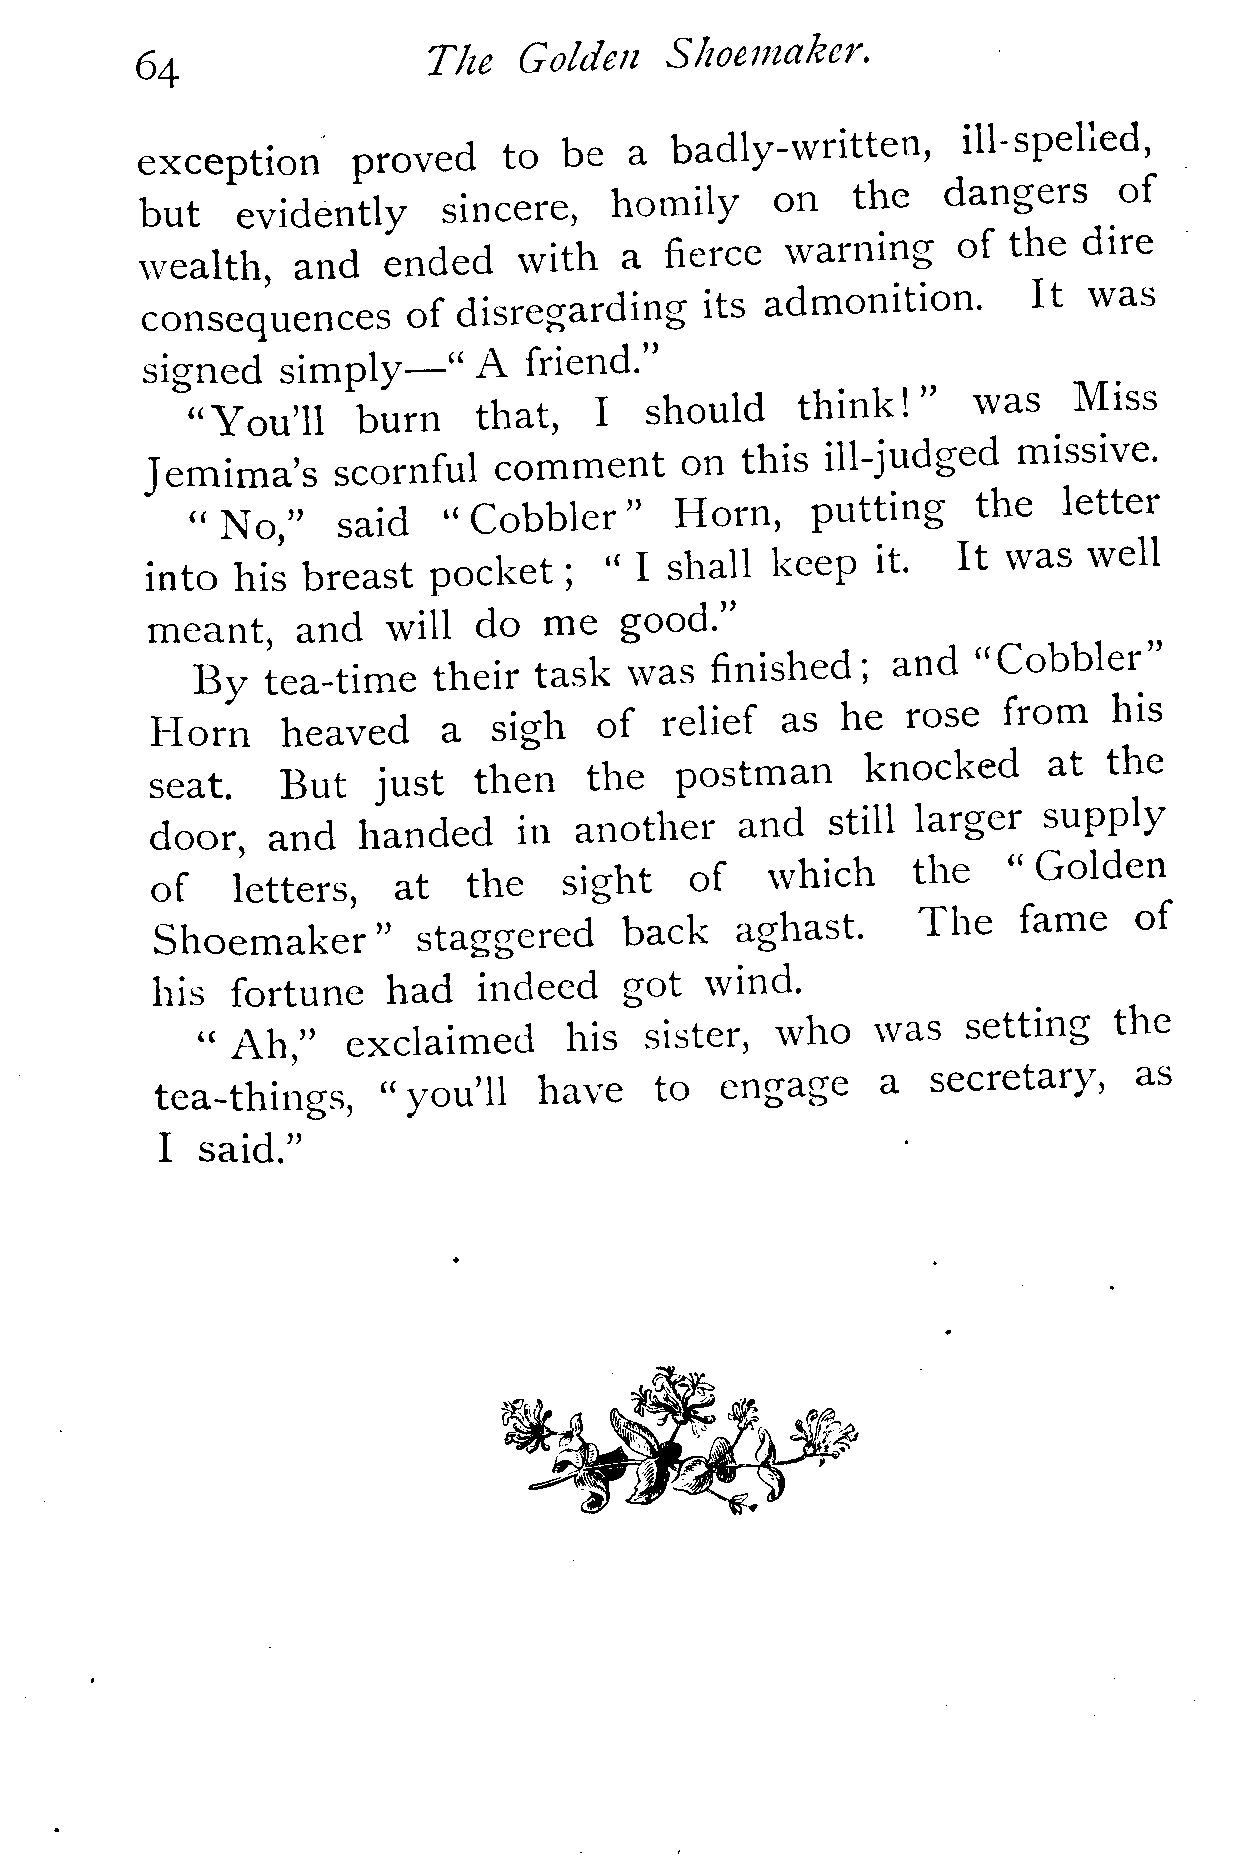 64 The Golden Shoemaker.
exception proved to be a badly-written, ill-spelled,
but evidently sincere, homily on the dangers of
wealth, and ended with a fierce warning of the dire
consequences of disregarding its admonition. It was
signed simply—“ A friend.”
“You'll burn that, I should think! ” was Miss
Jemima's scornful comment on this ill-judged missive.
“ No,” said “ Cobbler ” Horn, putting the letter
into his breast pocket ; “ I shall keep it. It was well
meant, and will do me good.”
By tea-time their task was finished ; and “Cobbler”
Horn heaved a sigh of relief as he rose from his
seat. But just then the postman knocked at the
door, and handed in another and still larger supply
of letters, at the sight of which the “ Golden
Shoemaker ” staggered back aghast. The fame of
his fortune had indeed got wind.
“ Ah,” exclaimed his sister, who was setting the
tea-things, “ you'll have to engage a secretary, as
I said.”